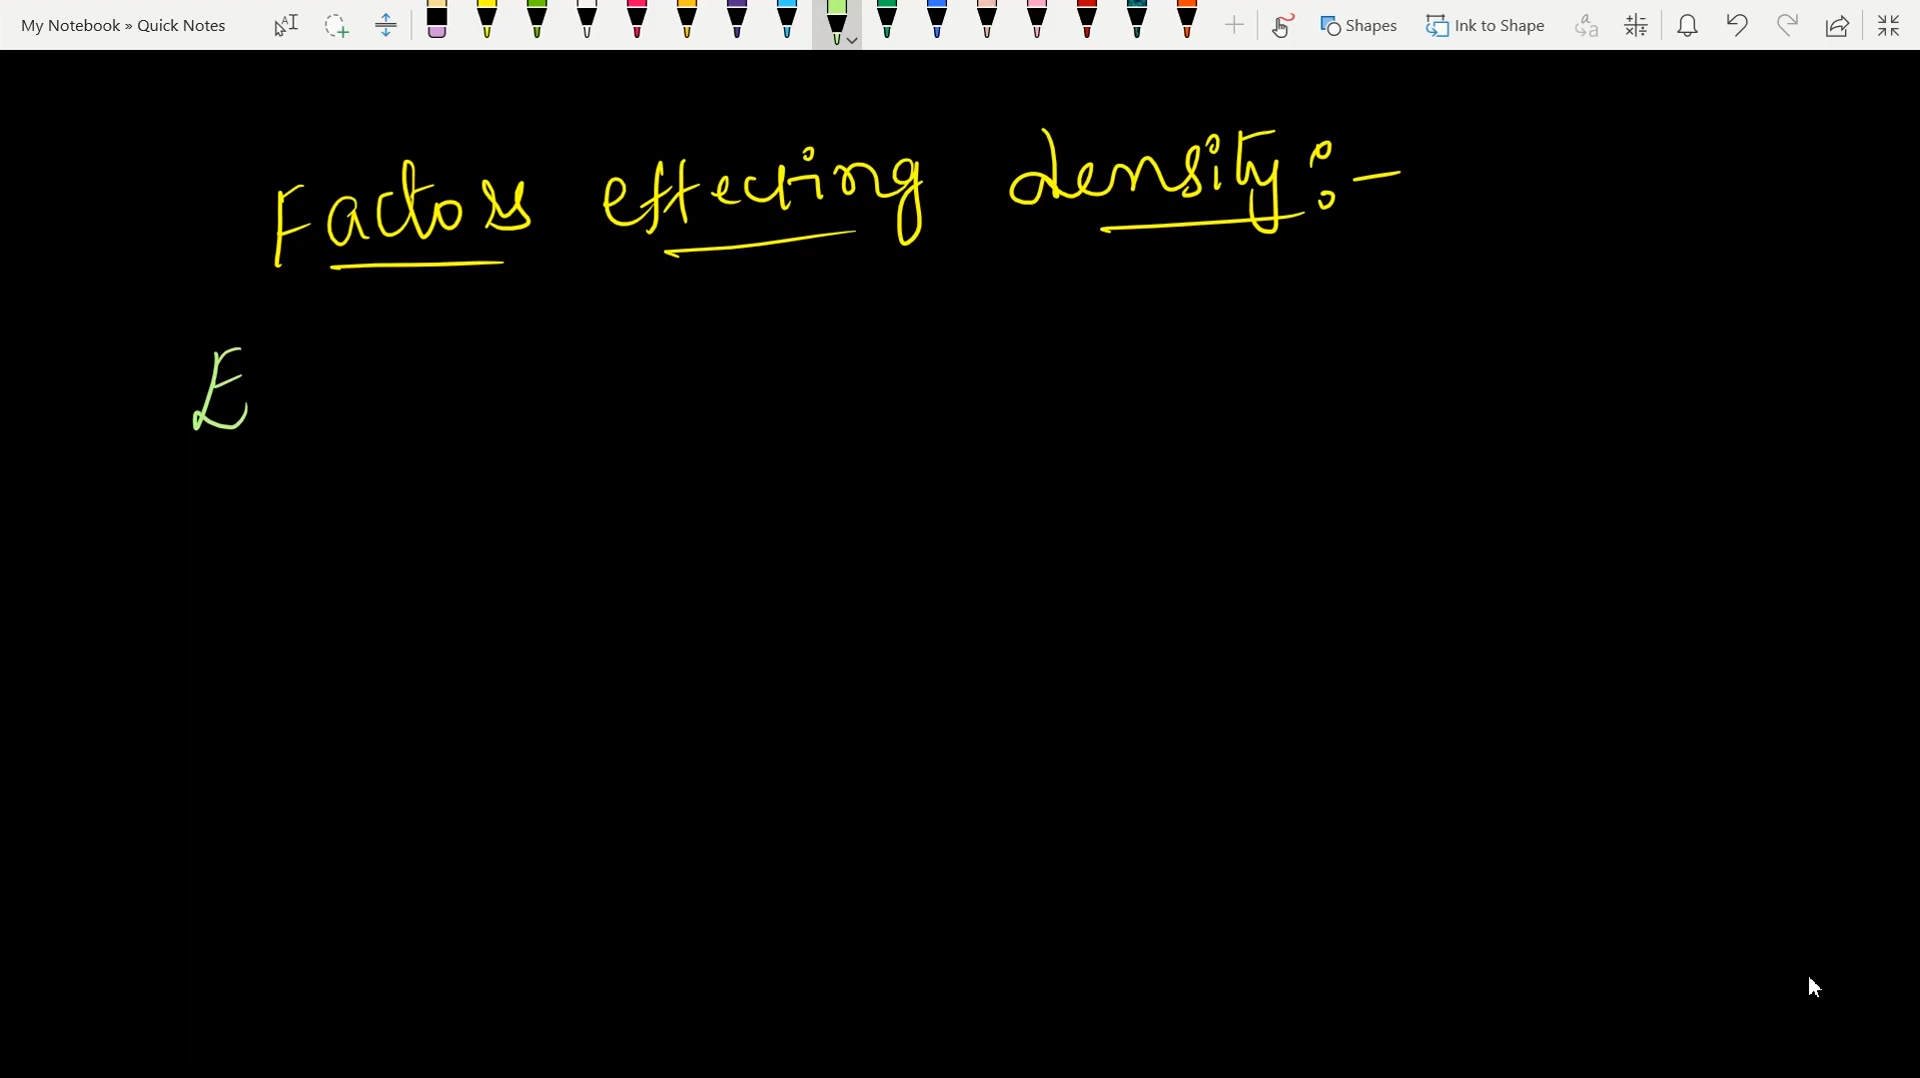 My Notebook » Quick Notes Shapes Ink to Shape
Factors effecting density :-
E